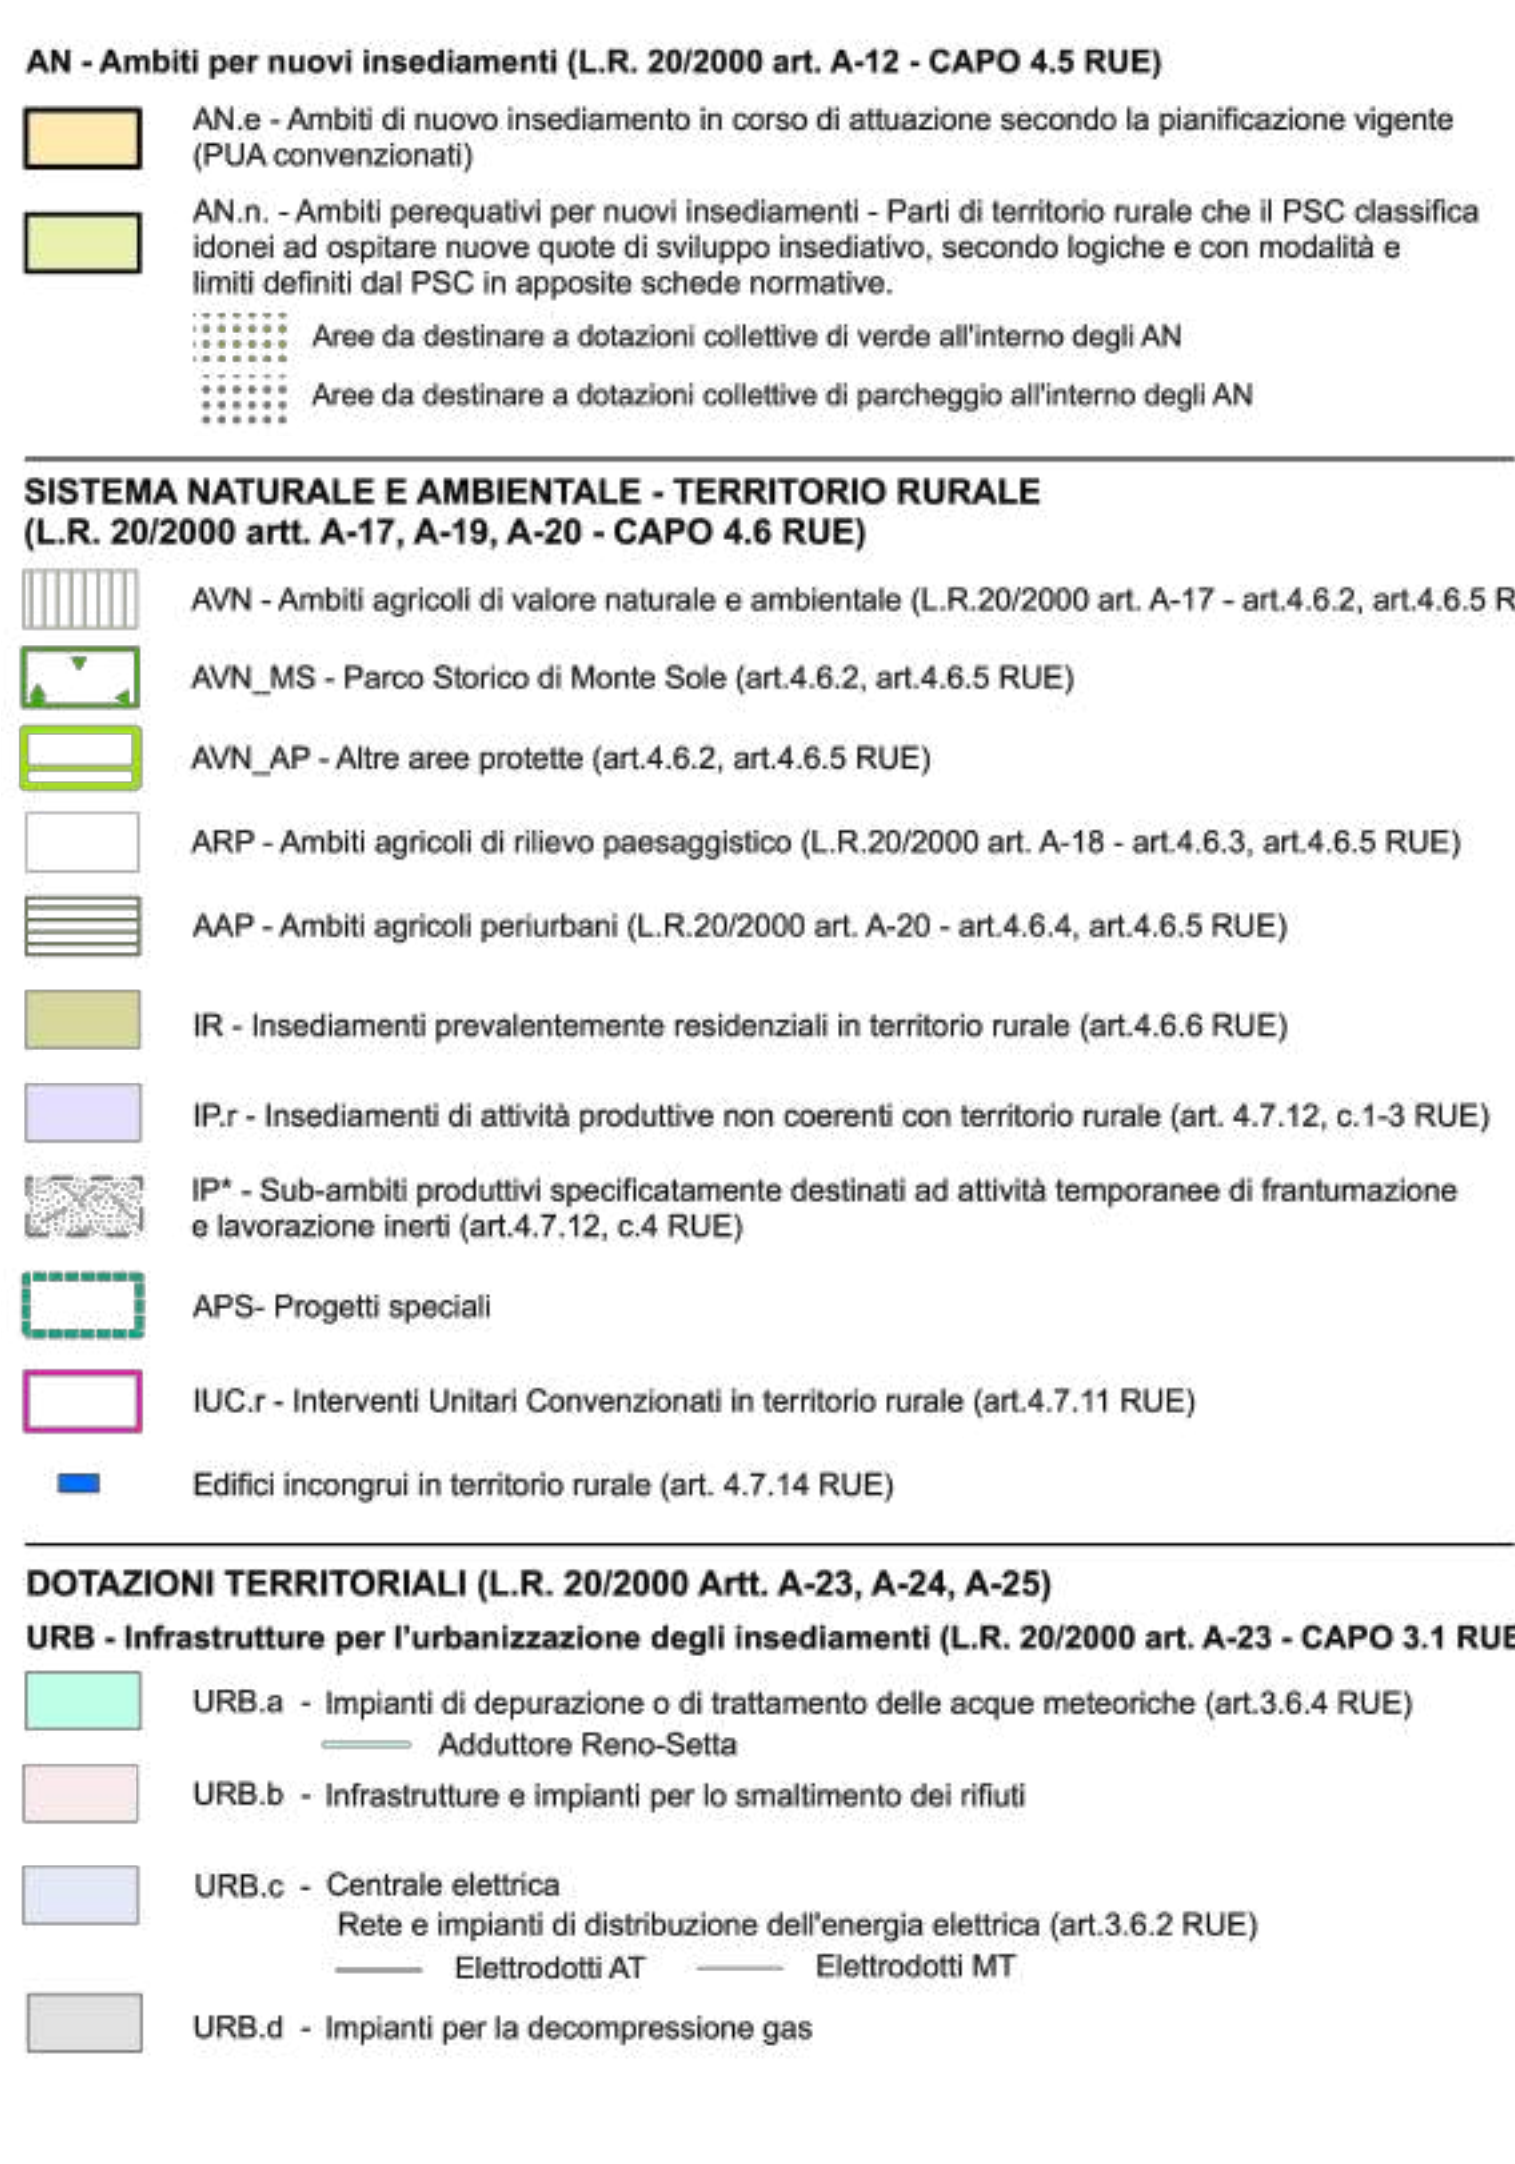 AN - Ambiti per nuovi insediamenti (L.R. 20/2000 art. A-12 - CAPO 4.5 RUE)
AN.e - Ambiti di nuovo insediamento in corso di attuazione secondo la pianificazione vigente
(PUA convenzionati)
AN.n. - Ambiti perequativi per nuovi insediamenti - Parti di territorio rurale che il PSC classifica
idonei ad ospitare nuove quote di sviluppo insediativo, secondo logiche e con modalità e
limiti definiti dal PSC in apposite schede normative.
Aree da destinare a dotazioni collettive di verde all'interno degli AN
Aree da destinare a dotazioni collettive di parcheggio all'interno degli AN
SISTEMA NATURALE E AMBIENTALE - TERRITORIO RURALE
(L.R. 20/2000 artt. A-17, A-19, A-20 - CAPO 4.6 RUE)
AVN - Ambiti agricoli di valore naturale e ambientale (L.R.20/2000 art. A-17 - art.4.6.2, art.4.6.5 R
AVN_MS - Parco Storico di Monte Sole (art.4.6.2, art.4.6.5 RUE)
AVN_AP - Altre aree protette (art.4.6.2, art.4.6.5 RUE)
ARP - Ambiti agricoli di rilievo paesaggistico (L.R.20/2000 art. A-18 - art.4.6.3, art.4.6.5 RUE)
AAP - Ambiti agricoli periurbani (L.R.20/2000 art. A-20 - art.4.6.4, art.4.6.5 RUE)
IR - Insediamenti prevalentemente residenziali in territorio rurale (art.4.6.6 RUE)
IP.r - Insediamenti di attività produttive non coerenti con territorio rurale (art. 4.7.12, c.1-3 RUE)
IP* - Sub-ambiti produttivi specificatamente destinati ad attività temporanee di frantumazione
e lavorazione inerti (art.4.7.12, c.4 RUE)
APS- Progetti speciali
IUC.r - Interventi Unitari Convenzionati in territorio rurale (art.4.7.11 RUE)
Edifici incongrui in territorio rurale (art. 4.7.14 RUE)
DOTAZIONI TERRITORIALI (L.R. 20/2000 Artt. A-23, A-24, A-25)
URB - Infrastrutture per l'urbanizzazione degli insediamenti (L.R. 20/2000 art. A-23 - CAPO 3.1 RUE
URB.a - Impianti di depurazione o di trattamento delle acque meteoriche (art.3.6.4 RUE)
Adduttore Reno-Setta
URB.b - Infrastrutture e impianti per lo smaltimento dei rifiuti
URB.c - Centrale elettrica
Rete e impianti di distribuzione dell'energia elettrica (art.3.6.2 RUE)
Elettrodotti AT Elettrodotti MT
URB.d - Impianti per la decompressione gas